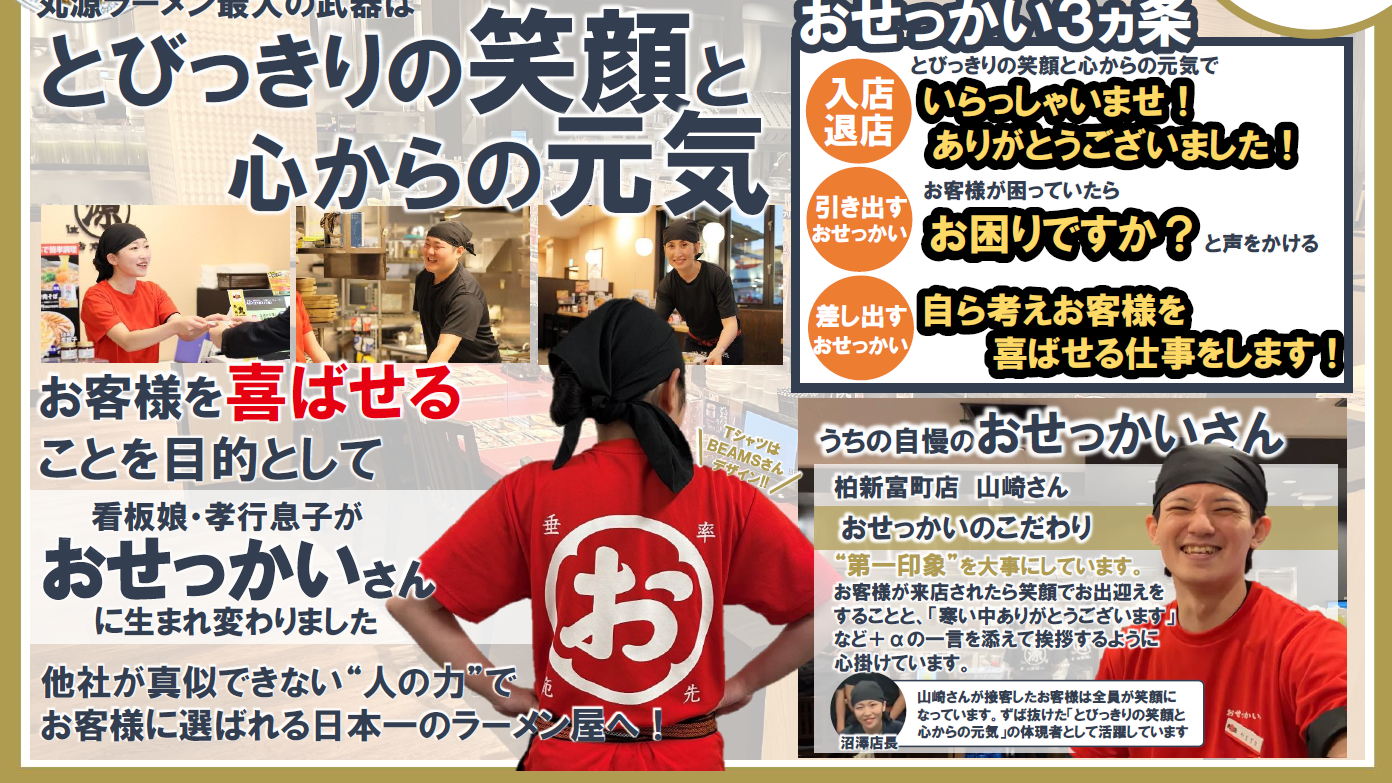 丸源ラーメン最大の武器は
とびっきりの笑顔と
心からの元気
お客様を喜ばせる
ことを目的として
看板娘・孝行息子が
おせっかいさん
に生まれ変わりました
他社が真似できない“人の力”で
お客様に選ばれる日本一のラーメン屋へ！
Tシャツは
BEAMSさん
デザイン!!
垂 率
お
範 先
おせっかい3ヵ条
入店
退店
とびっきりの笑顔と心からの元気で
いらっしゃいませ！
ありがとうございました！
引き出す
おせっかい
お客様が困っていたら
お困りですか？と声をかける
差し出す
おせっかい
自ら考えお客様を
喜ばせる仕事をします！
うちの自慢のおせっかいさん
柏新富町店 山崎さん
おせっかいのこだわり
“第一印象”を大事にしています。
お客様が来店されたら笑顔でお出迎えを
することと、「寒い中ありがとうございます」
など＋αの一言を添えて挨拶するように
心掛けています。
沼澤店長
山崎さんが接客したお客様は全員が笑顔に
なっています。ずば抜けた「とびっきりの笑顔と
心からの元気」の体現者として活躍しています
おせっかい